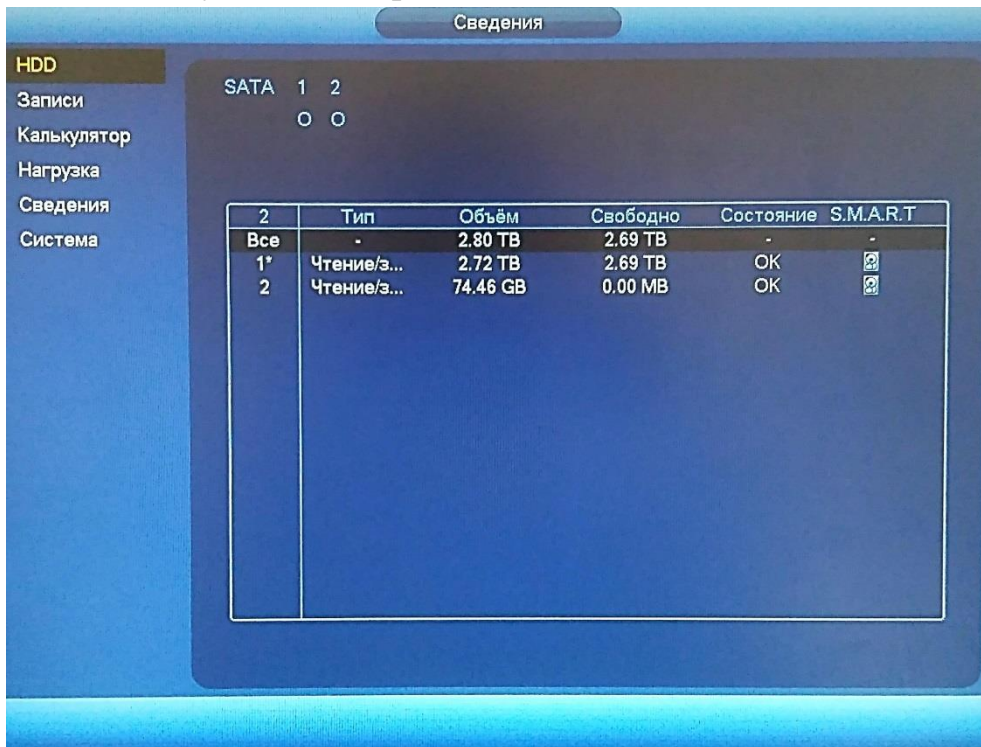 Сведения
HDD
Записи
Калькулятор
Нагрузка
Сведения
Система
SATA 1 2
O O
2 Тип Объём Свободно Состояние S.M.A.R.T
Все - 2.80 TB 2.69 TB - -
1* Чтение/з... 2.72 TB 2.69 TB OK
2 Чтение/з... 74.46 GB 0.00 MB OK